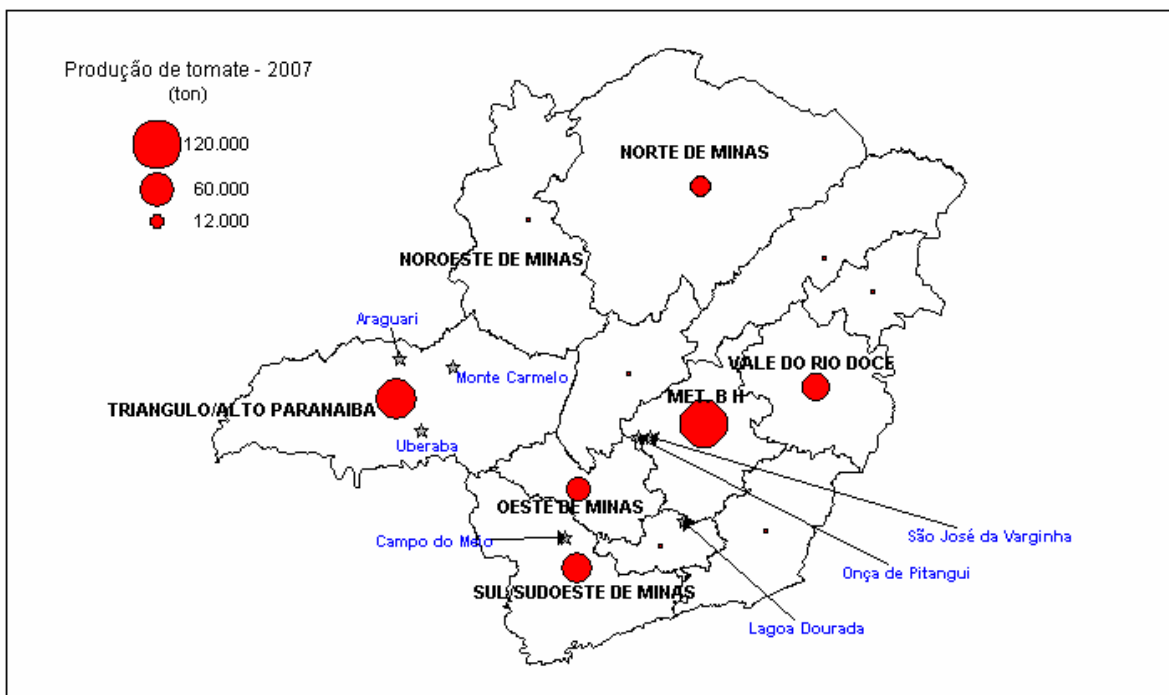 Produção de tomate - 2007
(ton)
120.000
60.000
12.000
NORTE DE MINAS
NOROESTE DE MINAS
Araguari
Monte Carmelo
VALE DO RIO DOCE
MET. B H
TRIANGULO/ALTO PARANAIBA
Uberaba
OESTE DE MINAS
São José da Varginha
Campo do Meio
Onça de Pitangui
SUL/SUDOESTE DE MINAS
Lagoa Dourada